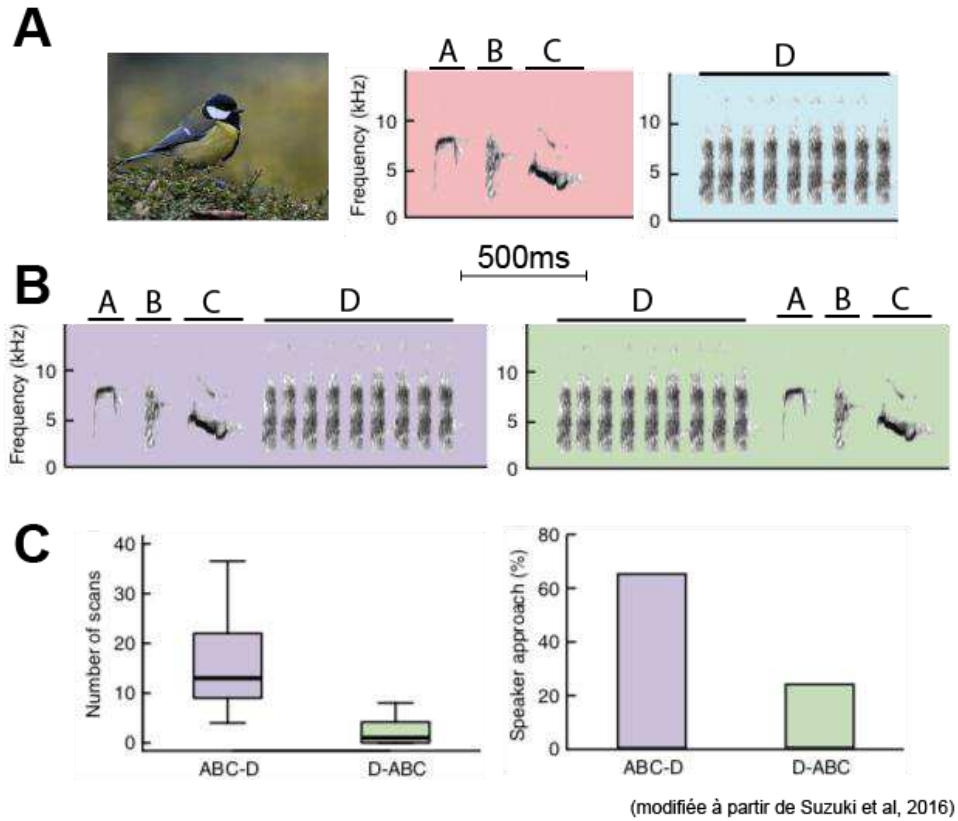 A
A B C
Frequency (kHz)
10
5
0
D
10
5
0
500ms
B
A B C D
Frequency (kHz)
10
5
0
D A B C
10
5
0
C
Number of scans
40
30
20
10
0
ABC-D D-ABC
Speaker approach (%)
80
60
40
20
0
ABC-D D-ABC
(modifiée à partir de Suzuki et al, 2016)